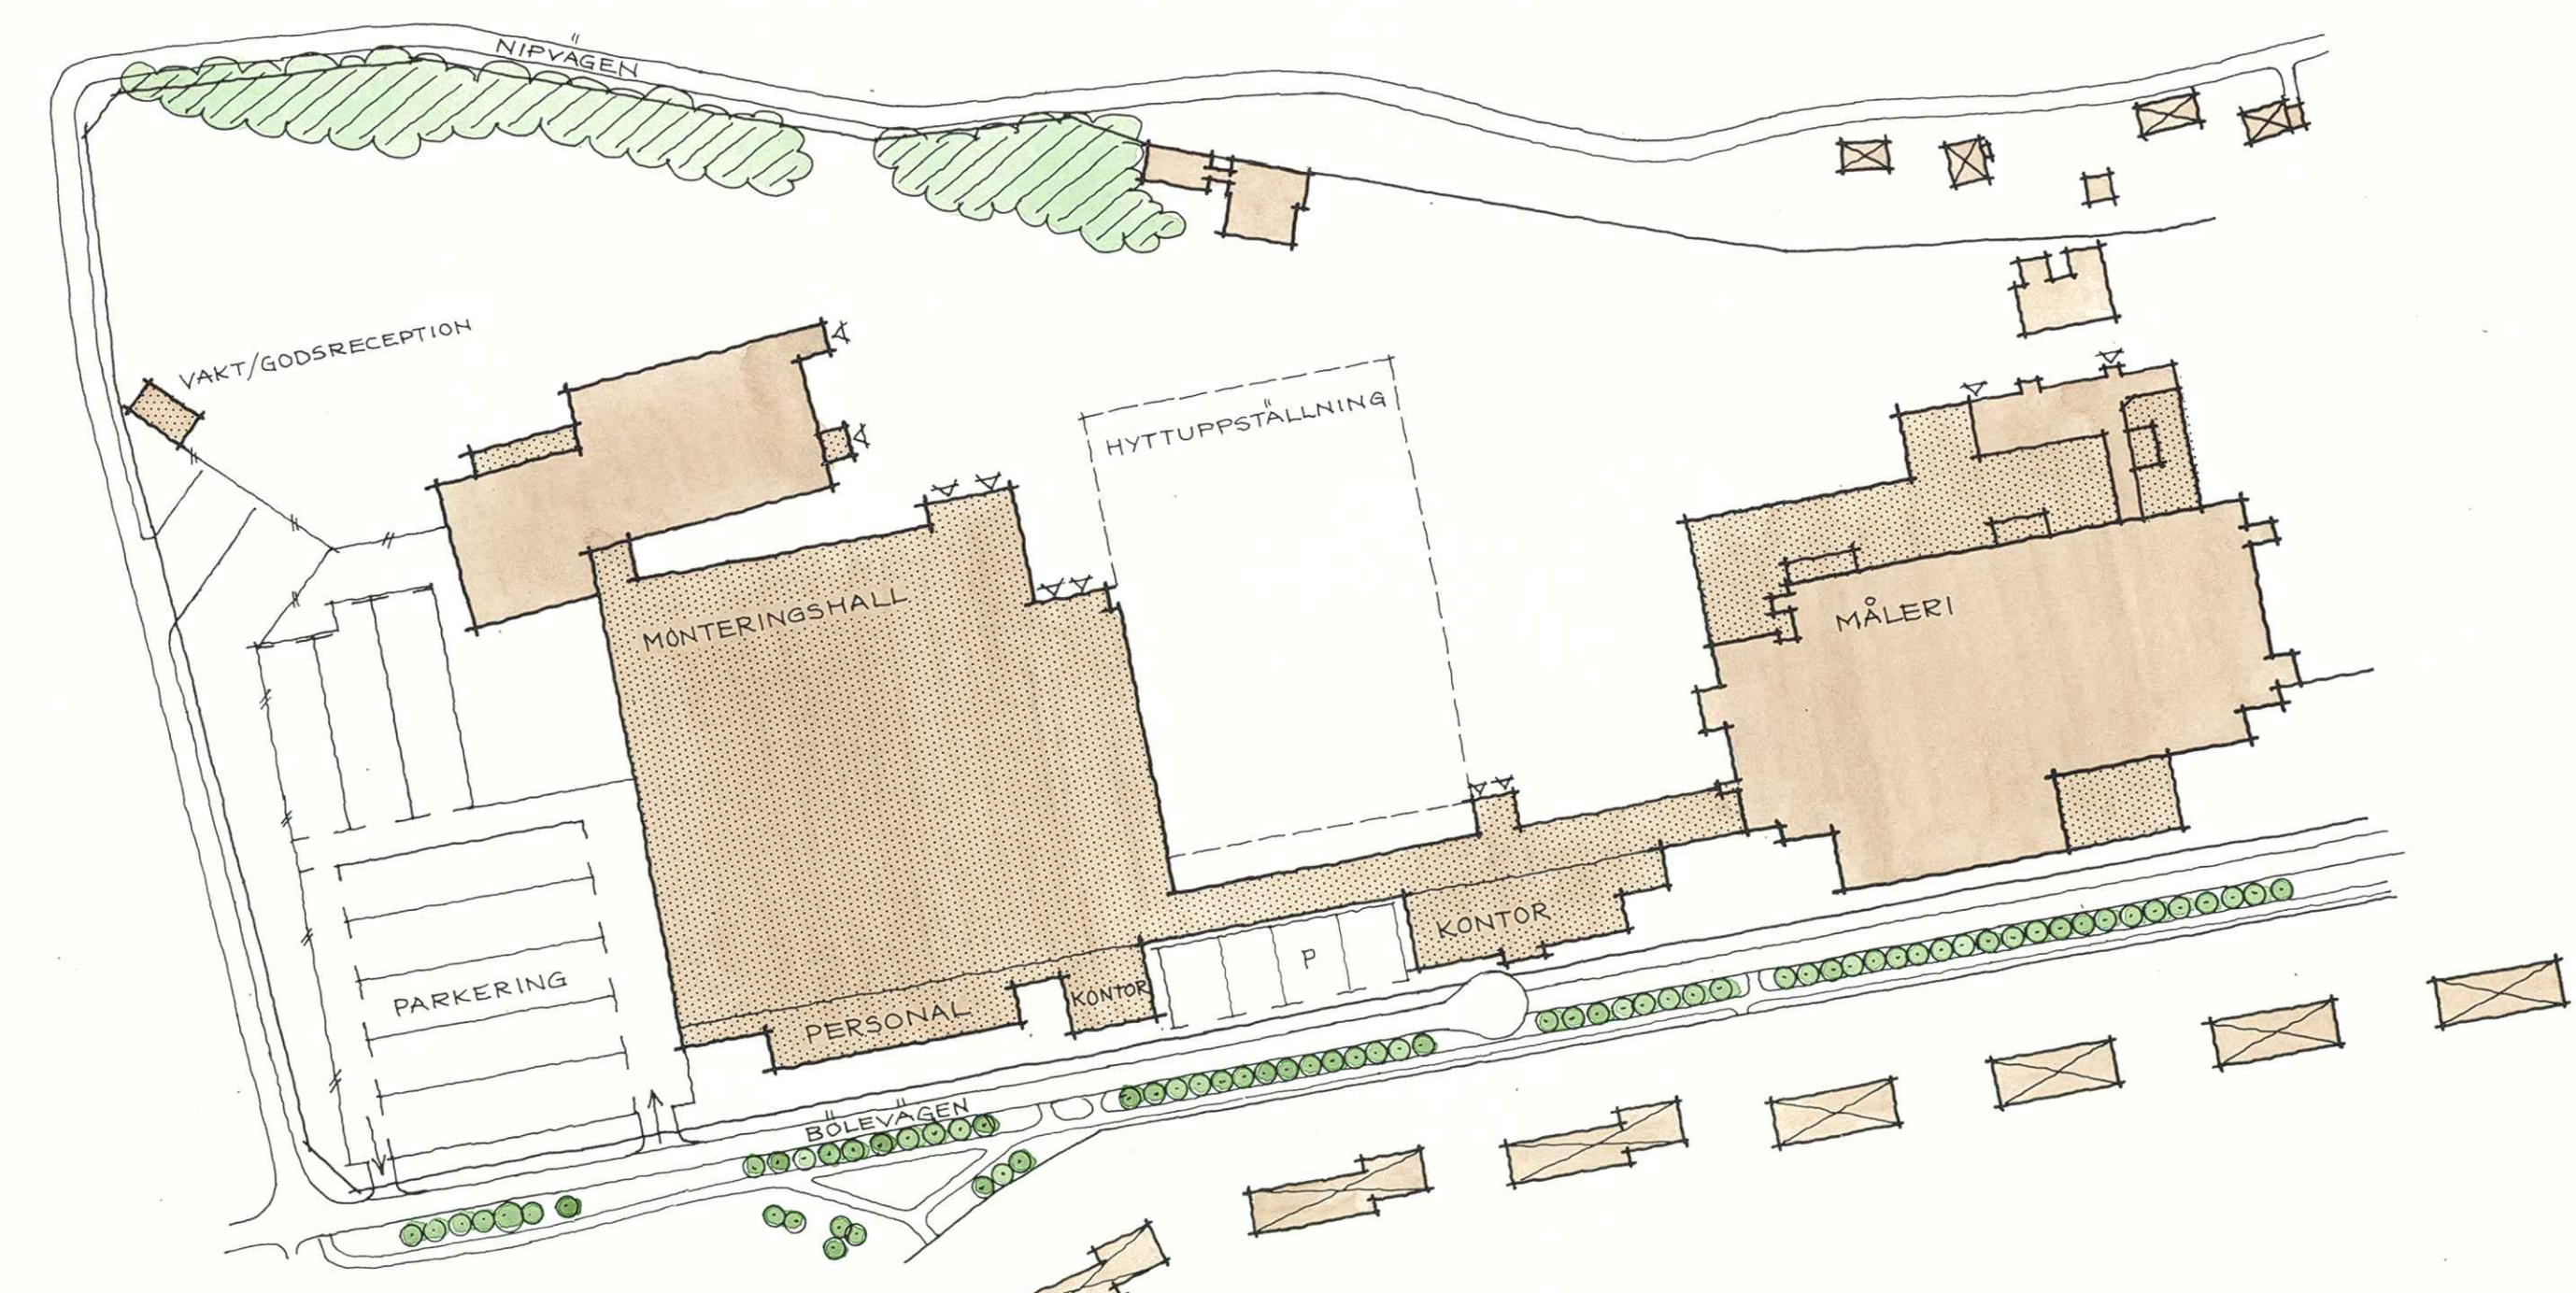 NIPVÄGEN
VAKT/GODSRECEPTION
HYTTUPPSTÄLLNING
MONTERINGSHALL
MÅLERI
KONTOR
P
PARKERING
KONTOR
PERSONAL
BÖLEVÄGEN